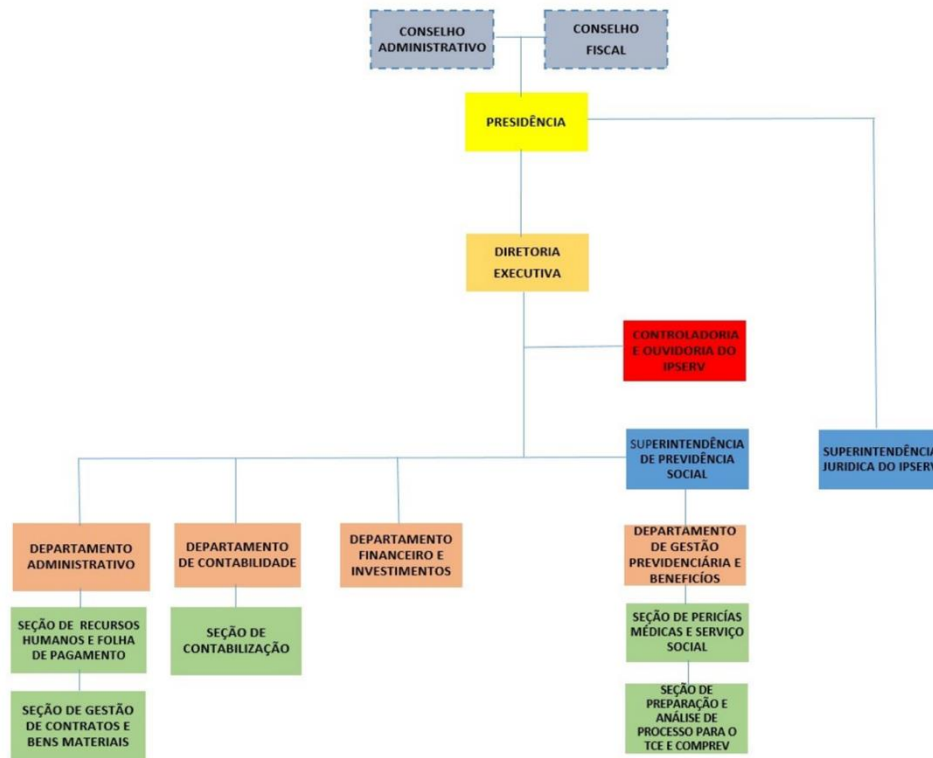 CONSELHO
ADMINISTRATIVO
CONSELHO
FISCAL
PRESIDÊNCIA
DIRETORIA
EXECUTIVA
CONTROLADORIA
E OUVIDORIA DO
IPSERV
SUPERINTENDÊNCIA
DE PREVIDÊNCIA
SOCIAL
SUPERINTENDÊNCIA
JURIDICA DO IPSERV
DEPARTAMENTO
ADMINISTRATIVO
DEPARTAMENTO
DE CONTABILIDADE
DEPARTAMENTO
FINANCEIRO E
INVESTIMENTOS
DEPARTAMENTO
DE GESTÃO
PREVIDENCIÁRIA E
BENEFICÍOS
SEÇÃO DE RECURSOS
HUMANOS E FOLHA
DE PAGAMENTO
SEÇÃO DE
CONTABILIZAÇÃO
SEÇÃO DE PERICÍAS
MÉDICAS E SERVIÇO
SOCIAL
SEÇÃO DE GESTÃO
DE CONTRATOS E
BENS MATERIAIS
SEÇÃO DE
PREPARAÇÃO E
ANÁLISE DE
PROCESSO PARA O
TCE E COMPREV